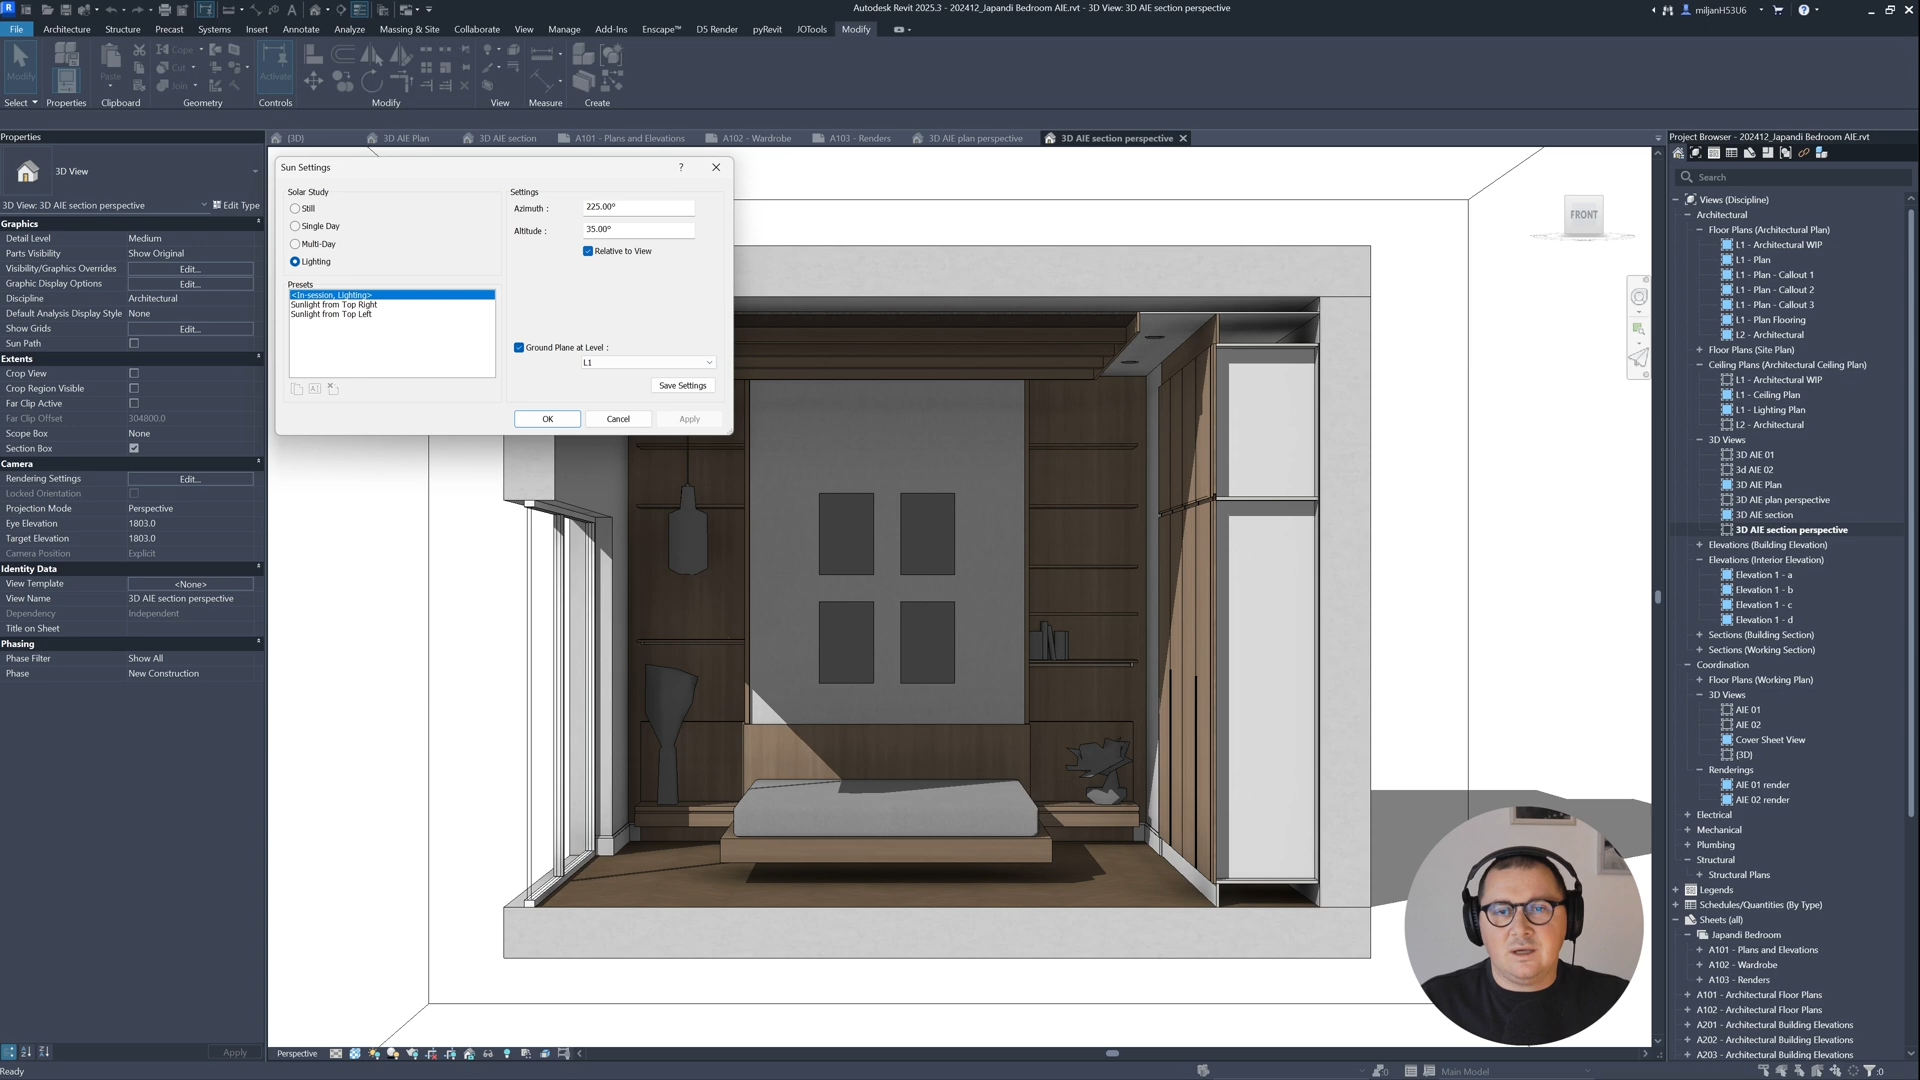 Autodesk Revit 2025.3 - 202412_Japandi Bedroom AIE.rvt - 3D View: 3D AIE section perspective
miljanH53U6
File
Architecture
Structure
Precast
Systems
Insert
Annotate
Analyze
Massing & Site
Collaborate
View
Manage
Add-Ins
Enscape™
D5 Render
pyRevit
JOTools
Modify
Modify
Paste
Cope
Cut
Join
Activate
Select
Properties
Clipboard
Geometry
Controls
Modify
View
Measure
Create
Properties
{3D}
3D AIE Plan
3D AIE section
A101 - Plans and Elevations
A102 - Wardrobe
A103 - Renders
3D AIE plan perspective
3D AIE section perspective
3D View
3D View: 3D AIE section perspective
Edit Type
Graphics
Detail Level Medium
Parts Visibility Show Original
Visibility/Graphics Overrides Edit...
Graphic Display Options Edit...
Discipline Architectural
Default Analysis Display Style None
Show Grids Edit...
Sun Path
Extents
Crop View
Crop Region Visible
Far Clip Active
Far Clip Offset 304800.0
Scope Box None
Section Box
Camera
Rendering Settings Edit...
Locked Orientation
Projection Mode Perspective
Eye Elevation 1803.0
Target Elevation 1803.0
Camera Position Explicit
Identity Data
View Template <None>
View Name 3D AIE section perspective
Dependency Independent
Title on Sheet
Phasing
Phase Filter Show All
Phase New Construction
Apply
Ready
Sun Settings
?
Solar Study
Still
Single Day
Multi-Day
Lighting
Presets
<In-session, Lighting>
Sunlight from Top Right
Sunlight from Top Left
Settings
Azimuth : 225.00°
Altitude : 35.00°
Relative to View
Ground Plane at Level :
L1
Save Settings
OK
Cancel
Apply
FRONT
Perspective
:0
Main Model
:0
Project Browser - 202412_Japandi Bedroom AIE.rvt
Search
Views (Discipline)
Architectural
Floor Plans (Architectural Plan)
L1 - Architectural WIP
L1 - Plan
L1 - Plan - Callout 1
L1 - Plan - Callout 2
L1 - Plan - Callout 3
L1 - Plan Flooring
L2 - Architectural
Floor Plans (Site Plan)
Ceiling Plans (Architectural Ceiling Plan)
L1 - Architectural WIP
L1 - Ceiling Plan
L1 - Lighting Plan
L2 - Architectural
3D Views
3D AIE 01
3d AIE 02
3D AIE Plan
3D AIE plan perspective
3D AIE section
3D AIE section perspective
Elevations (Building Elevation)
Elevations (Interior Elevation)
Elevation 1 - a
Elevation 1 - b
Elevation 1 - c
Elevation 1 - d
Sections (Building Section)
Sections (Working Section)
Coordination
Floor Plans (Working Plan)
3D Views
AIE 01
AIE 02
Cover Sheet View
{3D}
Renderings
AIE 01 render
AIE 02 render
Electrical
Mechanical
Plumbing
Structural
Structural Plans
Legends
Schedules/Quantities (By Type)
Sheets (all)
Japandi Bedroom
A101 - Plans and Elevations
A102 - Wardrobe
A103 - Renders
A101 - Architectural Floor Plans
A102 - Architectural Floor Plans
A201 - Architectural Building Elevations
A202 - Architectural Building Elevations
A203 - Architectural Building Elevations